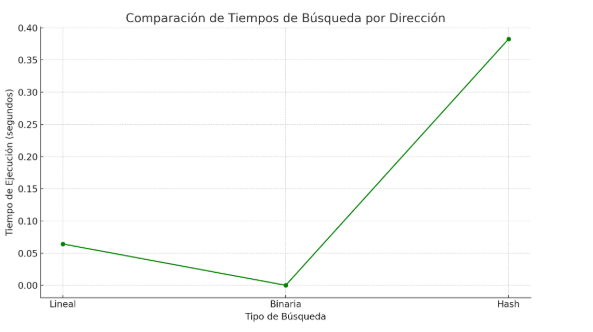 Comparación de Tiempos de Búsqueda por Dirección
Tiempo de Ejecución (segundos)
0.40
0.35
0.30
0.25
0.20
0.15
0.10
0.05
0.00
Lineal Binaria Hash
Tipo de Búsqueda